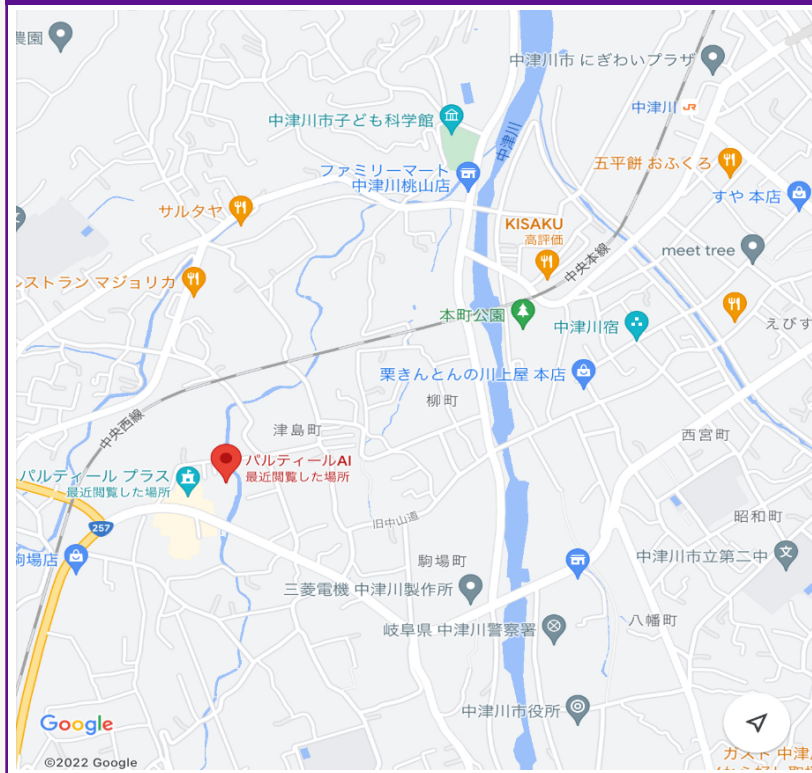 農園
中津川市 にぎわいプラザ
中津川 JR
中津川市子ども科学館
中津川
ファミリーマート
中津川桃山店
五平餅 おふくろ
すや 本店
サルタヤ
KISAKU
高評価
中央本線
meet tree
レストラン マジョリカ
本町公園
中津川宿
えびす
栗きんとんの川上屋 本店
柳町
中央西線
津島町
西宮町
パルティールAI
最近閲覧した場所
パルティール プラス
最近閲覧した場所
旧中山道
257
昭和町
駒場店
駒場町
中津川市立第二中
文
三菱電機 中津川製作所
岐阜県 中津川警察署
八幡町
中津川市役所
Google
©2022 Google
ガスト 中津